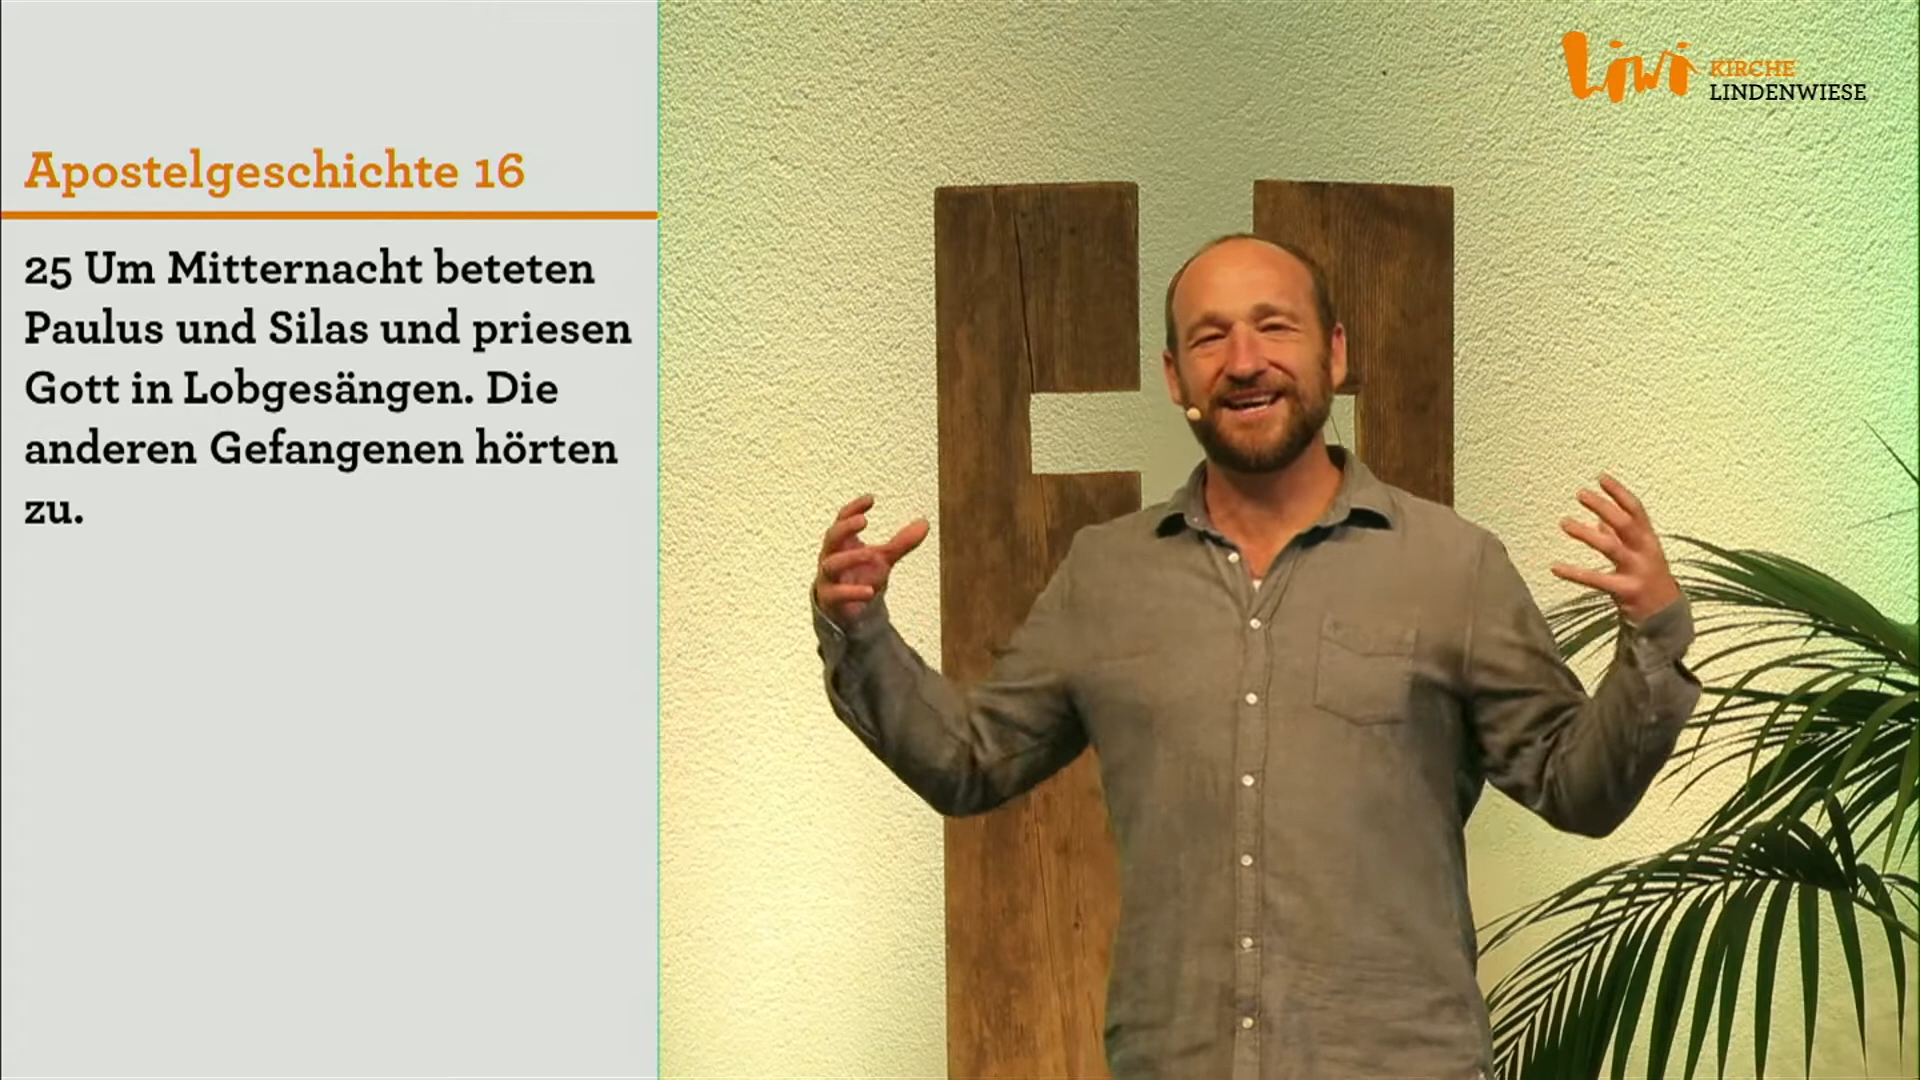 Apostelgeschichte 16
25 Um Mitternacht beteten
Paulus und Silas und priesen
Gott in Lobgesängen. Die
anderen Gefangenen hörten
zu.
Liwi
KIRCHE
LINDENWIESE